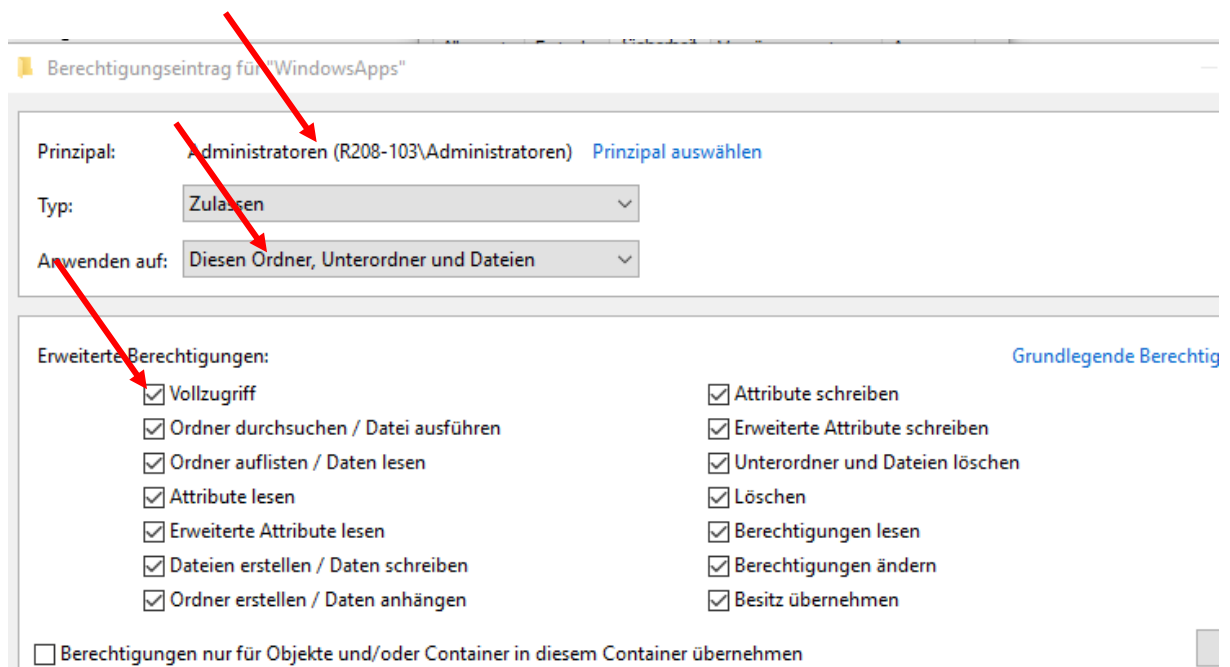 Berechtigungseintrag für "WindowsApps"
Prinzipal: Administratoren (R208-103\Administratoren) Prinzipal auswählen
Typ: Zulassen
Anwenden auf: Diesen Ordner, Unterordner und Dateien
Erweiterte Berechtigungen: Grundlegende Berechtig
Vollzugriff Attribute schreiben
Ordner durchsuchen / Datei ausführen Erweiterte Attribute schreiben
Ordner auflisten / Daten lesen Unterordner und Dateien löschen
Attribute lesen Löschen
Erweiterte Attribute lesen Berechtigungen lesen
Dateien erstellen / Daten schreiben Berechtigungen ändern
Ordner erstellen / Daten anhängen Besitz übernehmen
Berechtigungen nur für Objekte und/oder Container in diesem Container übernehmen